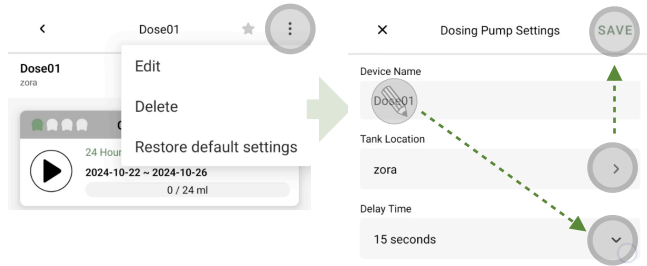 Dose01
Dose01
zora
Edit
Delete
Restore default settings
24 Hour
2024-10-22 ~ 2024-10-26
0 / 24 ml
Dosing Pump Settings
SAVE
Device Name
Dose01
Tank Location
zora
Delay Time
15 seconds